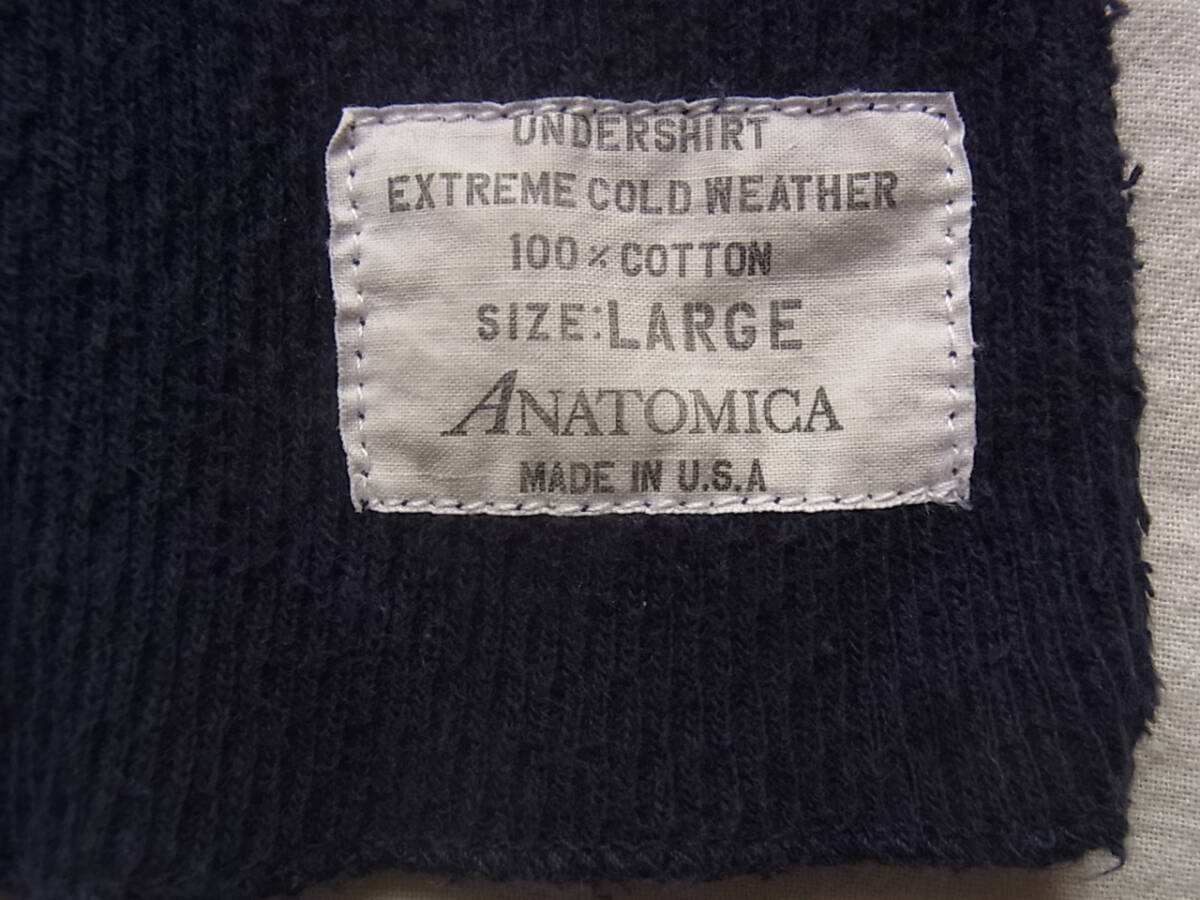 UNDERSHIRT
EXTREME COLD WEATHER
100% COTTON
SIZE:LARGE
ANATOMICA
MADE IN U.S.A